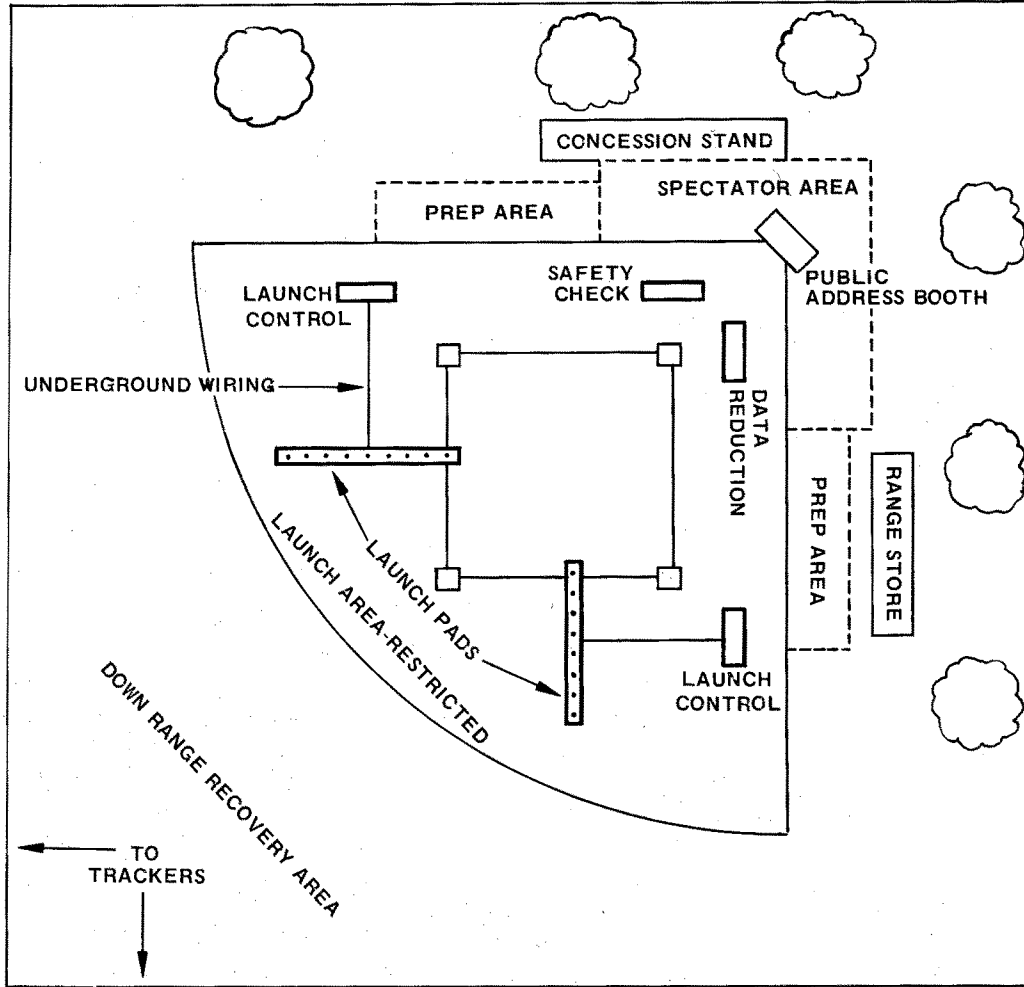 CONCESSION STAND
SPECTATOR AREA
PREP AREA
PUBLIC
ADDRESS BOOTH
SAFETY
CHECK
LAUNCH
CONTROL
UNDERGROUND WIRING
DATA
REDUCTION
PREP AREA
RANGE STORE
LAUNCH PADS
LAUNCH AREA-RESTRICTED
LAUNCH
CONTROL
DOWN RANGE RECOVERY AREA
TO
TRACKERS